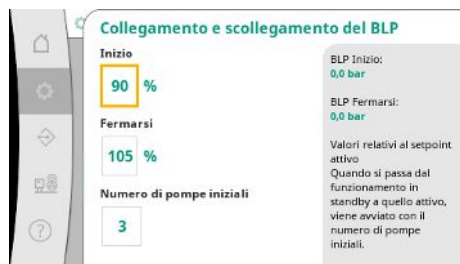 Collegamento e scollegamento del BLP
Inizio
90 %
Fermarsi
105 %
Numero di pompe iniziali
3
BLP Inizio:
0,0 bar
BLP Fermarsi:
0,0 bar
Valori relativi al setpoint
attivo
Quando si passa dal
funzionamento in
standby a quello attivo,
viene avviato con il
numero di pompe
iniziali.
?